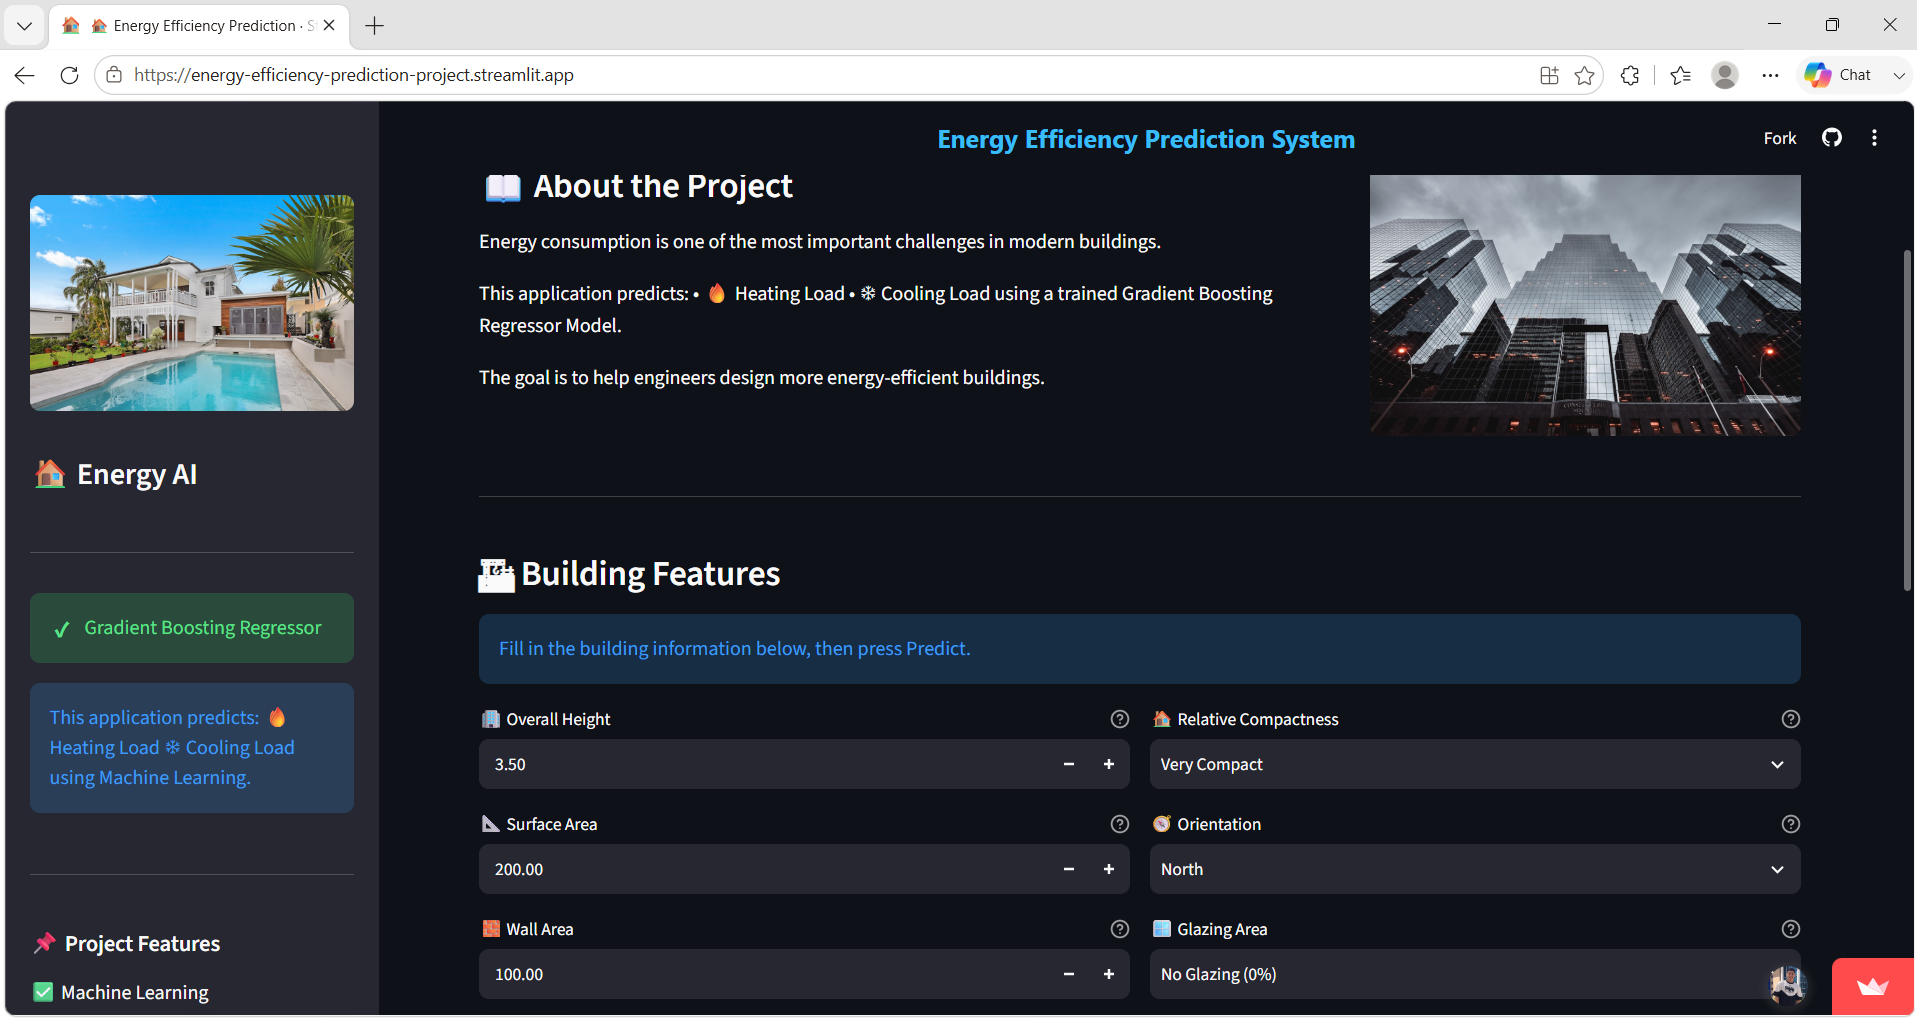 Energy Efficiency Prediction · S
https://energy-efficiency-prediction-project.streamlit.app
Chat
Energy Efficiency Prediction System
Fork
Energy AI
Gradient Boosting Regressor
This application predicts: 🔥
Heating Load ❄ Cooling Load
using Machine Learning.
📌 Project Features
✅ Machine Learning
📖 About the Project
Energy consumption is one of the most important challenges in modern buildings.
This application predicts: • 🔥 Heating Load • ❄ Cooling Load using a trained Gradient Boosting
Regressor Model.
The goal is to help engineers design more energy-efficient buildings.
Building Features
Fill in the building information below, then press Predict.
Overall Height
3.50
Relative Compactness
Very Compact
Surface Area
200.00
Orientation
North
Wall Area
100.00
Glazing Area
No Glazing (0%)